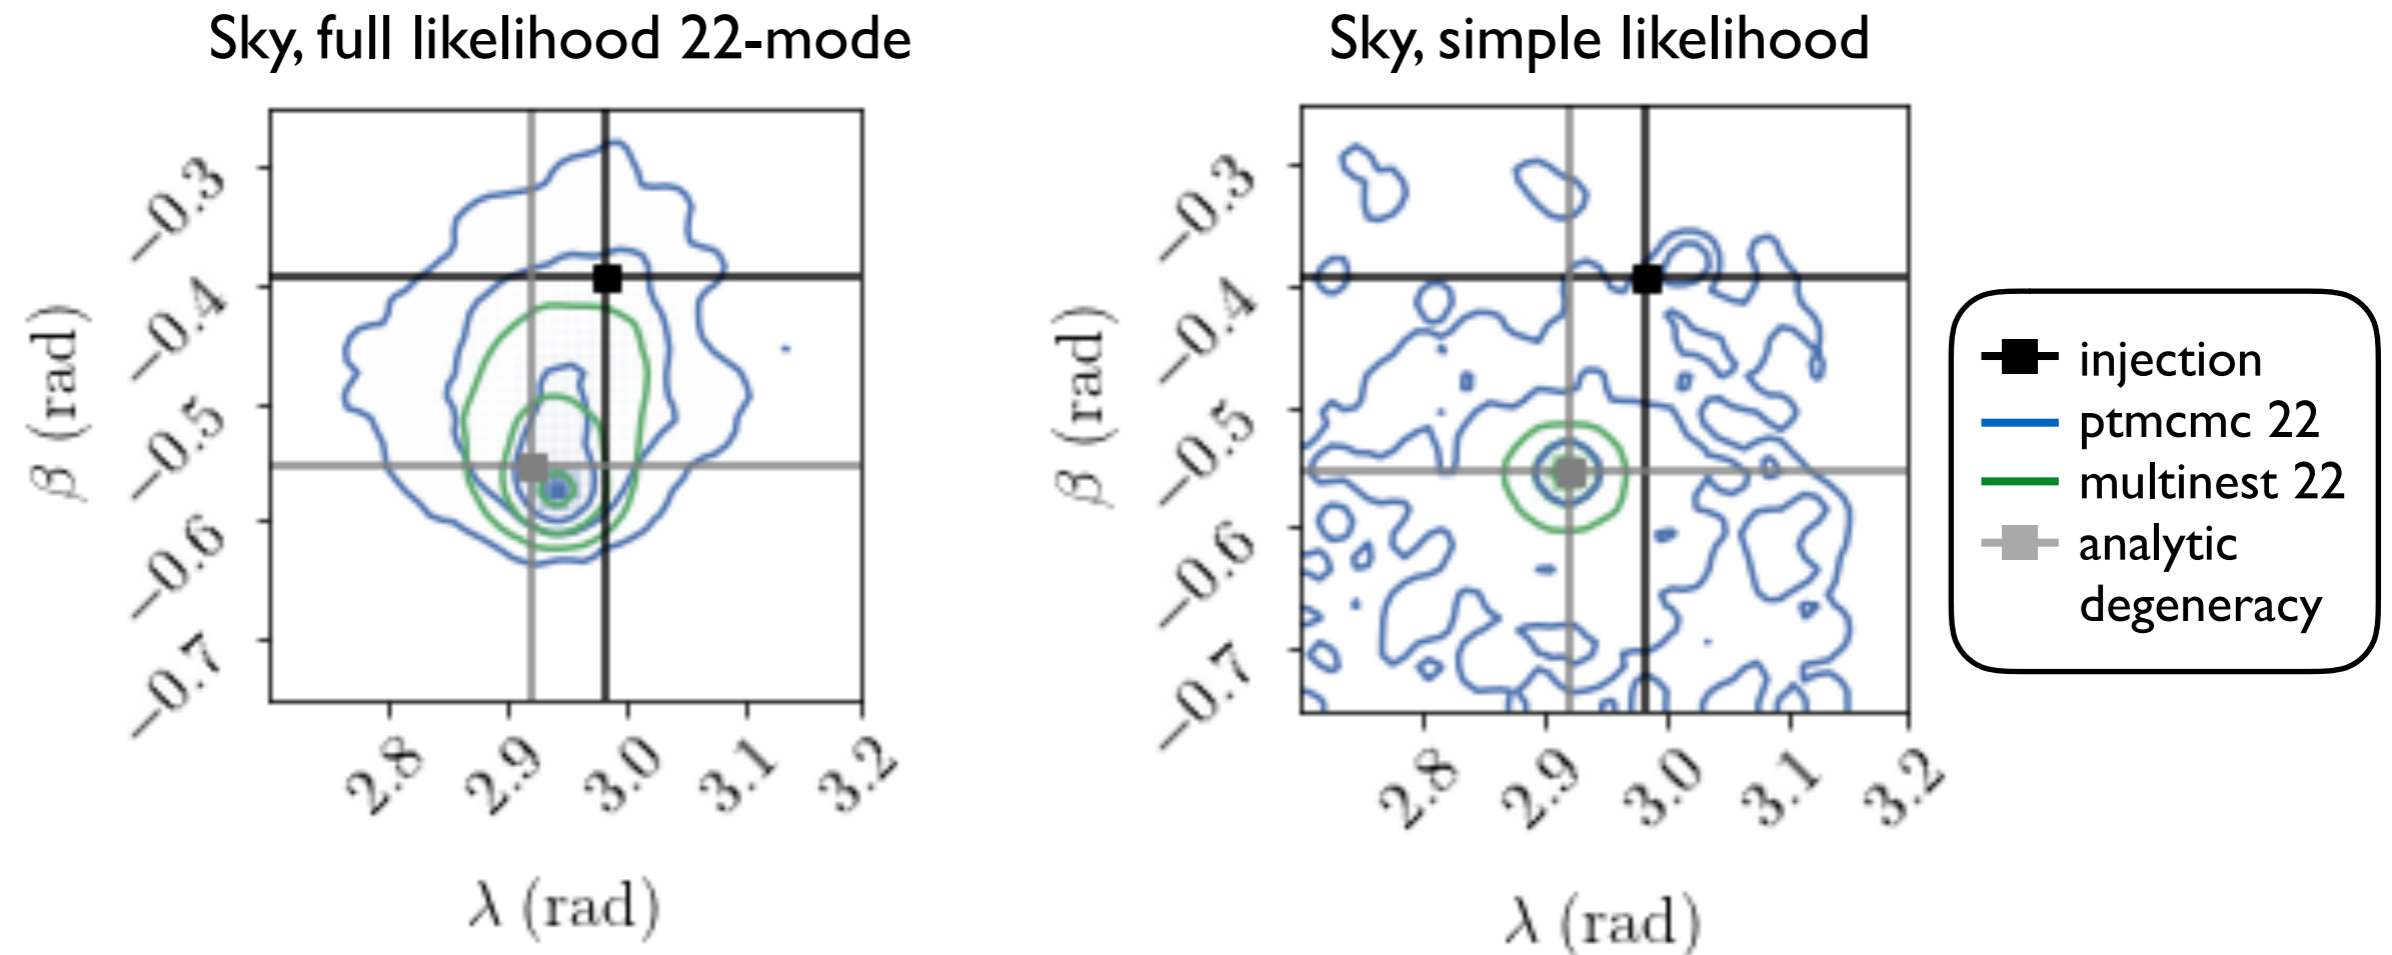 Sky, full likelihood 22-mode
−0.3
−0.4
−0.5
−0.6
−0.7
β (rad)
2.8
2.9
3.0
3.1
3.2
λ (rad)
Sky, simple likelihood
−0.3
−0.4
−0.5
−0.6
−0.7
β (rad)
2.8
2.9
3.0
3.1
3.2
λ (rad)
injection
ptmcmc 22
multinest 22
analytic
degeneracy